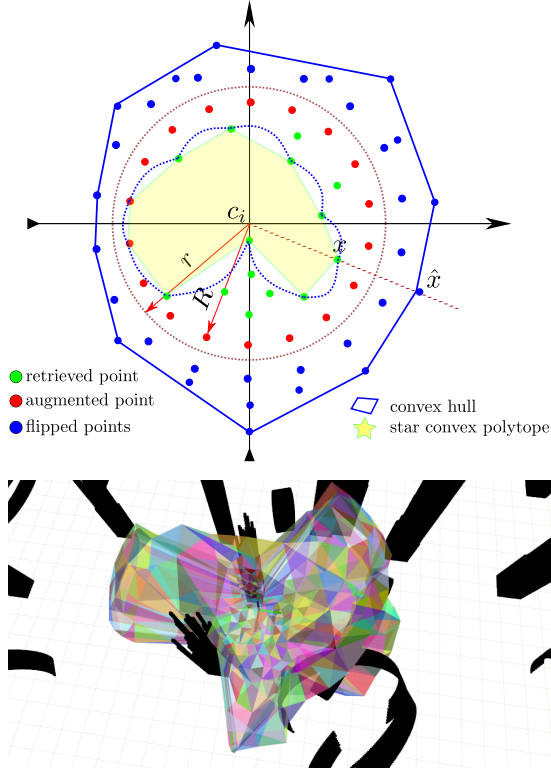 c_i
x
x̂
r
R
retrieved point
augmented point
flipped points
convex hull
star convex polytope